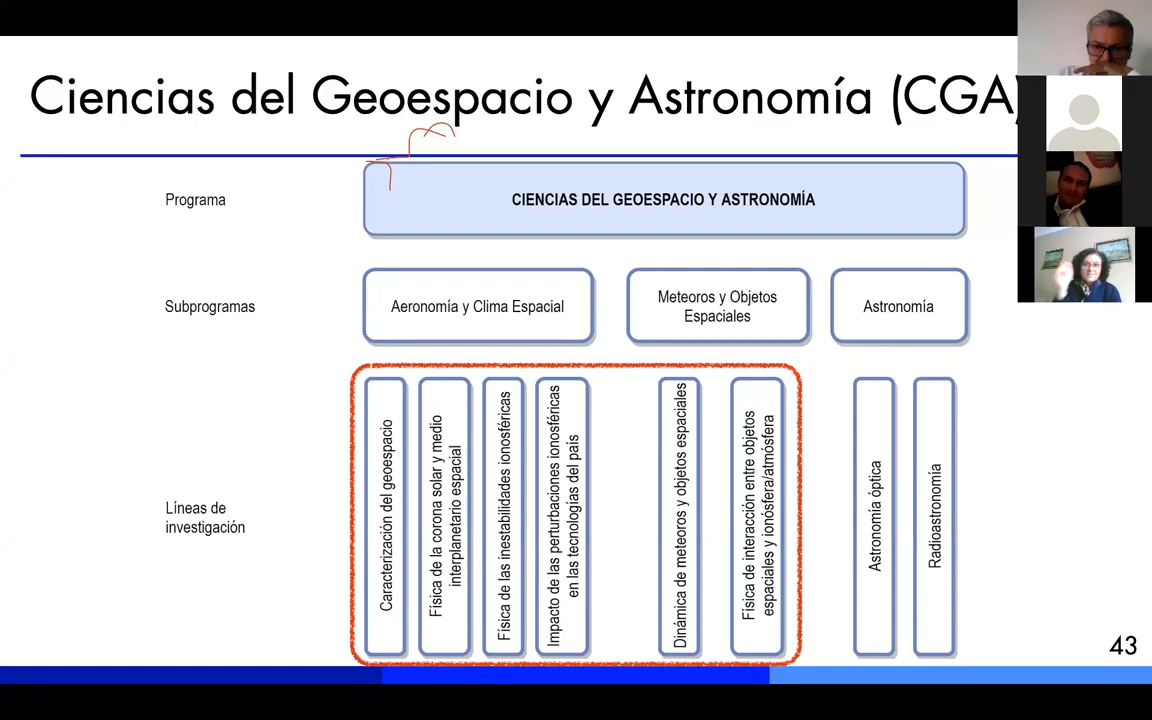 Ciencias del Geoespacio y Astronomía (CGA)
Programa
CIENCIAS DEL GEOESPACIO Y ASTRONOMÍA
Subprogramas
Aeronomía y Clima Espacial
Meteoros y Objetos
Espaciales
Astronomía
Líneas de
investigación
Caracterización del geoespacio
Física de la corona solar y medio
interplanetario espacial
Física de las inestabilidades ionosféricas
Impacto de las perturbaciones ionosféricas
en las tecnologías del país
Dinámica de meteoros y objetos espaciales
Física de interacción entre objetos
espaciales y ionósfera/atmósfera
Astronomía óptica
Radioastronomía
43